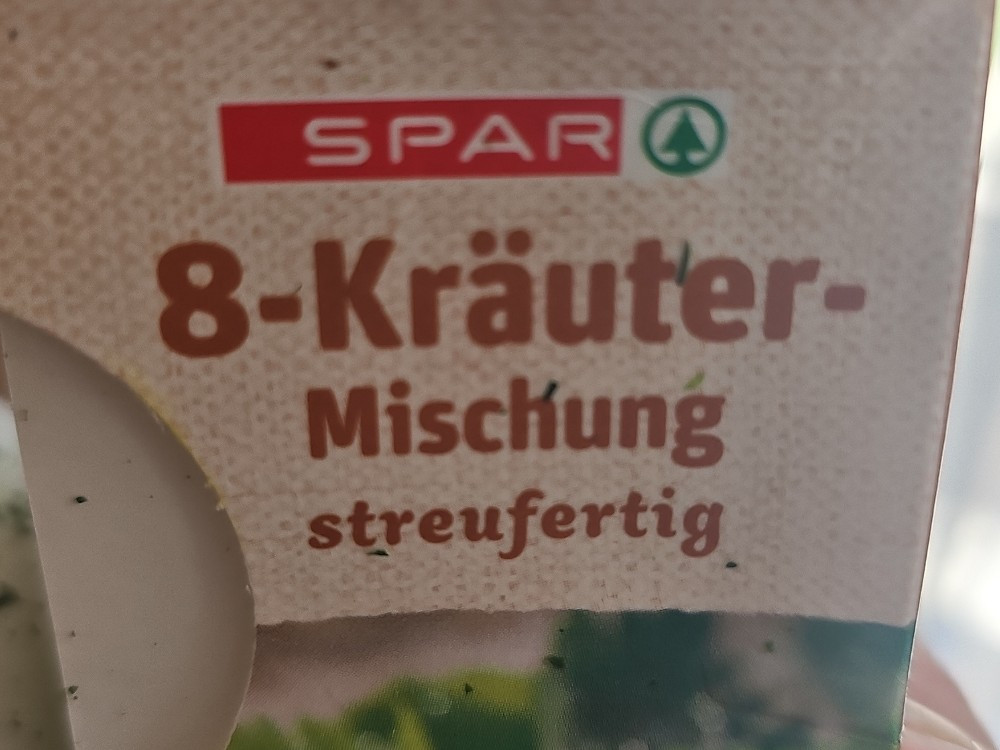 SPAR
8-Kräuter-
Mischung
streufertig